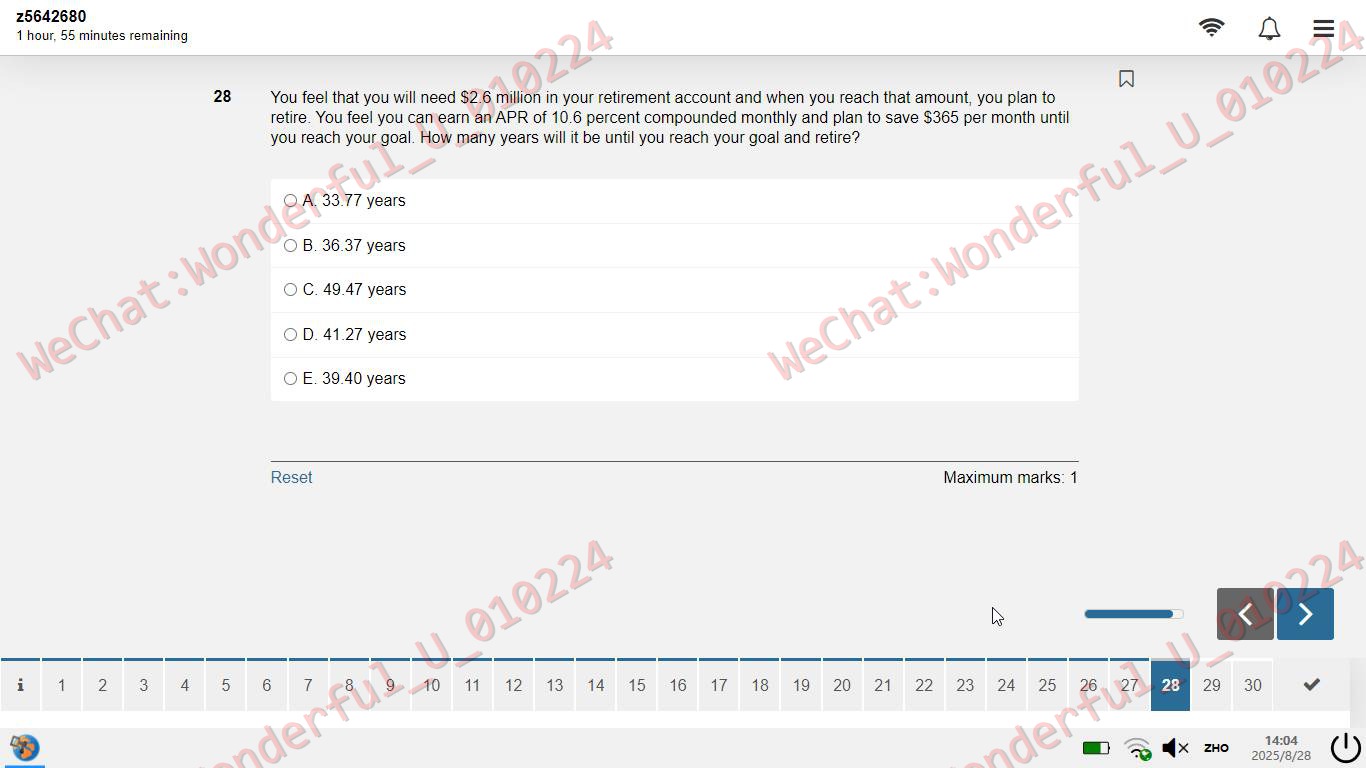 z5642680
1 hour, 55 minutes remaining
28
You feel that you will need $2.6 million in your retirement account and when you reach that amount, you plan to
retire. You feel you can earn an APR of 10.6 percent compounded monthly and plan to save $365 per month until
you reach your goal. How many years will it be until you reach your goal and retire?
A. 33.77 years
B. 36.37 years
C. 49.47 years
D. 41.27 years
E. 39.40 years
Reset
Maximum marks: 1
i 1 2 3 4 5 6 7 8 9 10 11 12 13 14 15 16 17 18 19 20 21 22 23 24 25 26 27 28 29 30
ZHO
14:04
2025/8/28
WeChat:Wonderful_U_010224
WeChat:Wonderful_U_010224
onderful_U_010224
onderful_U_010224